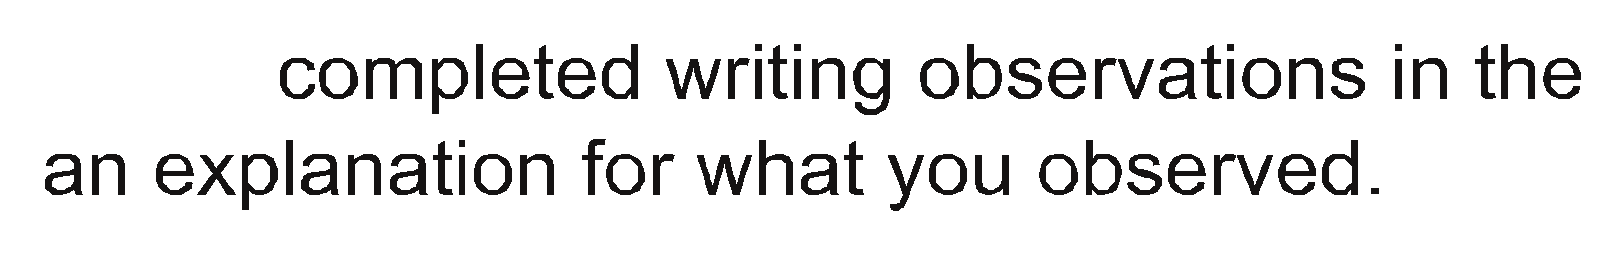 completed writing observations in the
an explanation for what you observed.